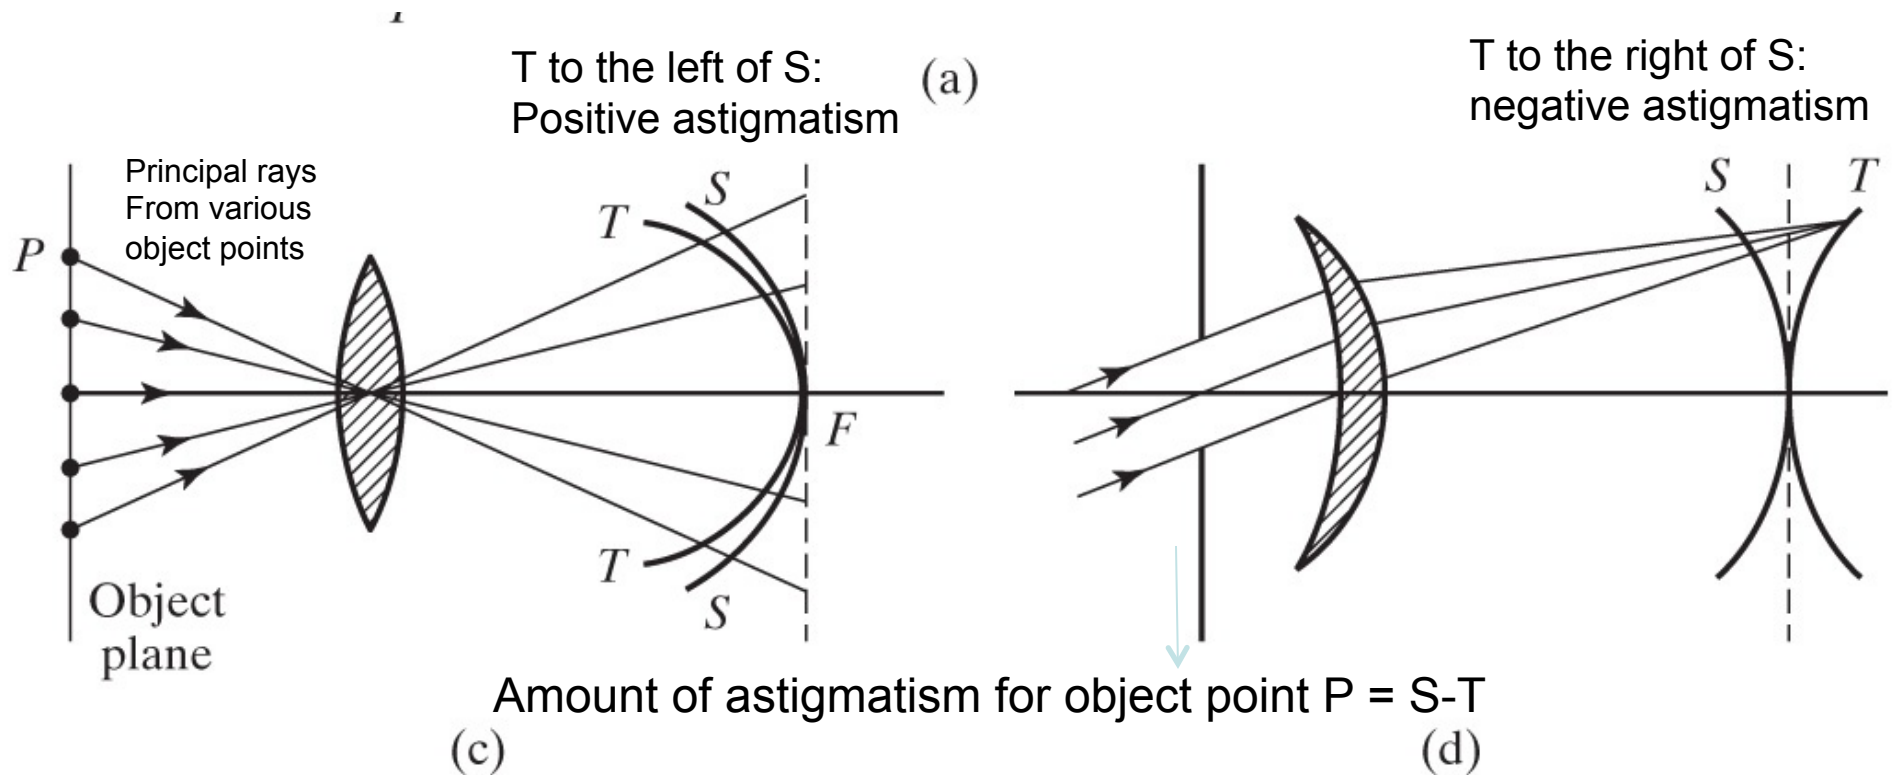 T to the left of S:
Positive astigmatism
(a)
T to the right of S:
negative astigmatism
Principal rays
From various
object points
P
T
S
S
T
F
T
S
Object
plane
Amount of astigmatism for object point P = S-T
(c)
(d)